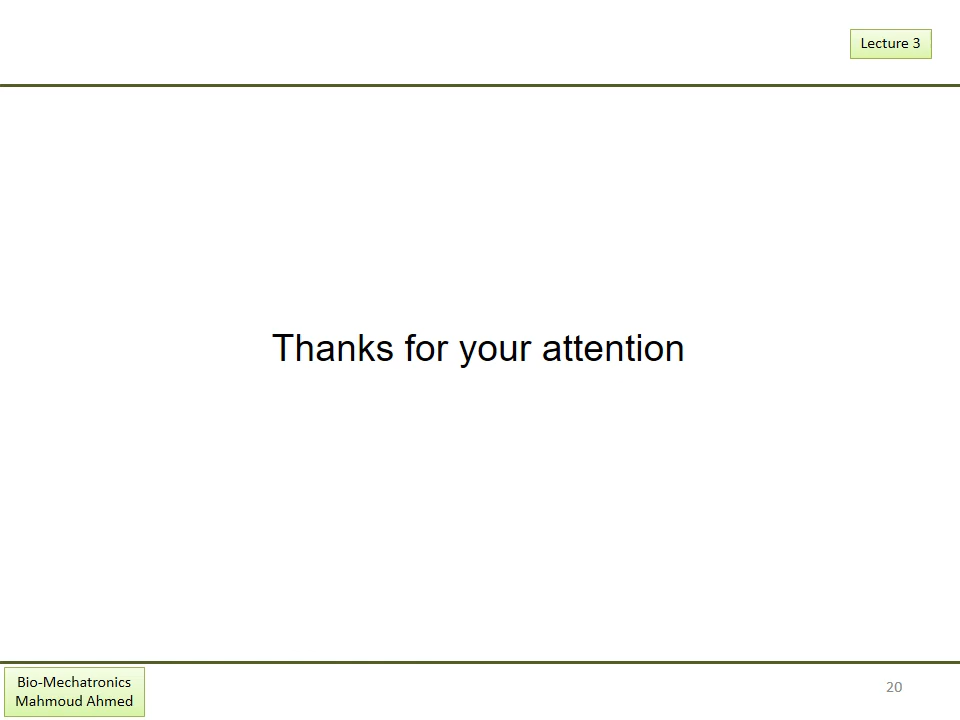 Lecture 3
Thanks for your attention
Bio-Mechatronics
Mahmoud Ahmed
20